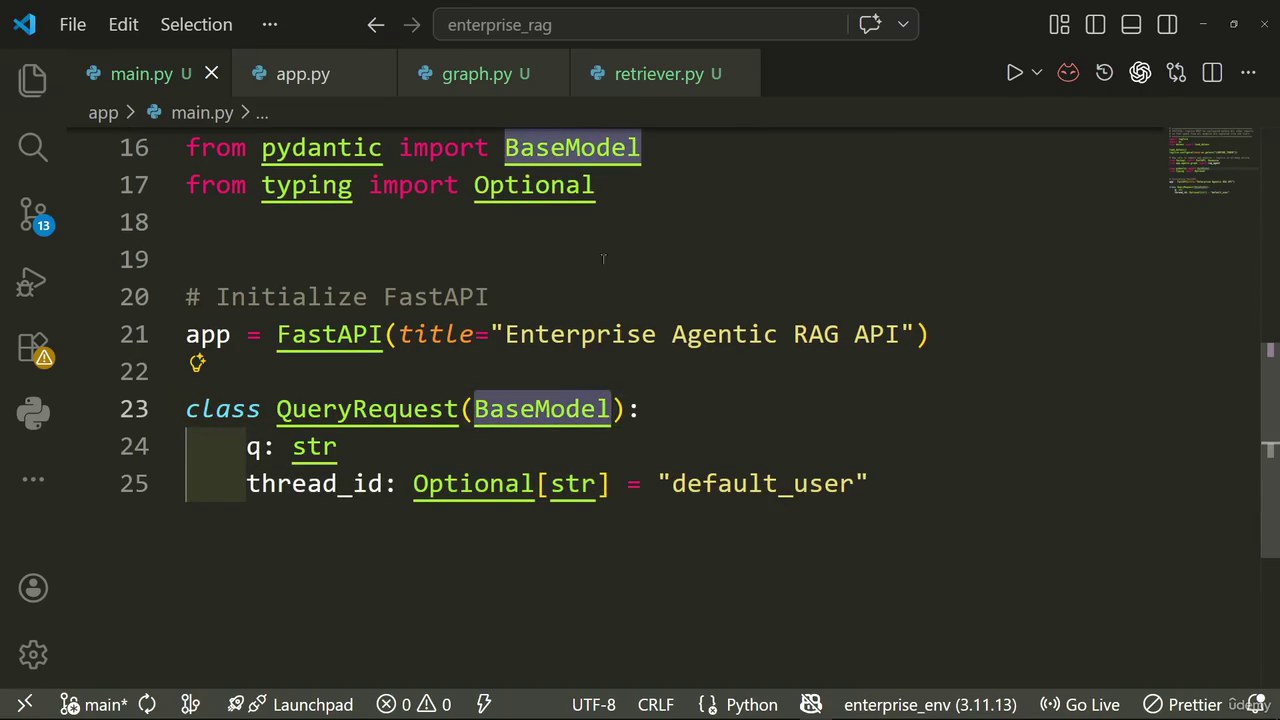 File Edit Selection ···
enterprise_rag
main.py U
app.py
graph.py U
retriever.py U
app > main.py > ...
16 from pydantic import BaseModel
17 from typing import Optional
18
19
20 # Initialize FastAPI
21 app = FastAPI(title="Enterprise Agentic RAG API")
22
23 class QueryRequest(BaseModel):
24 q: str
25 thread_id: Optional[str] = "default_user"
13
main* Launchpad 0 0 UTF-8 CRLF Python enterprise_env (3.11.13) Go Live Prettier
udemy